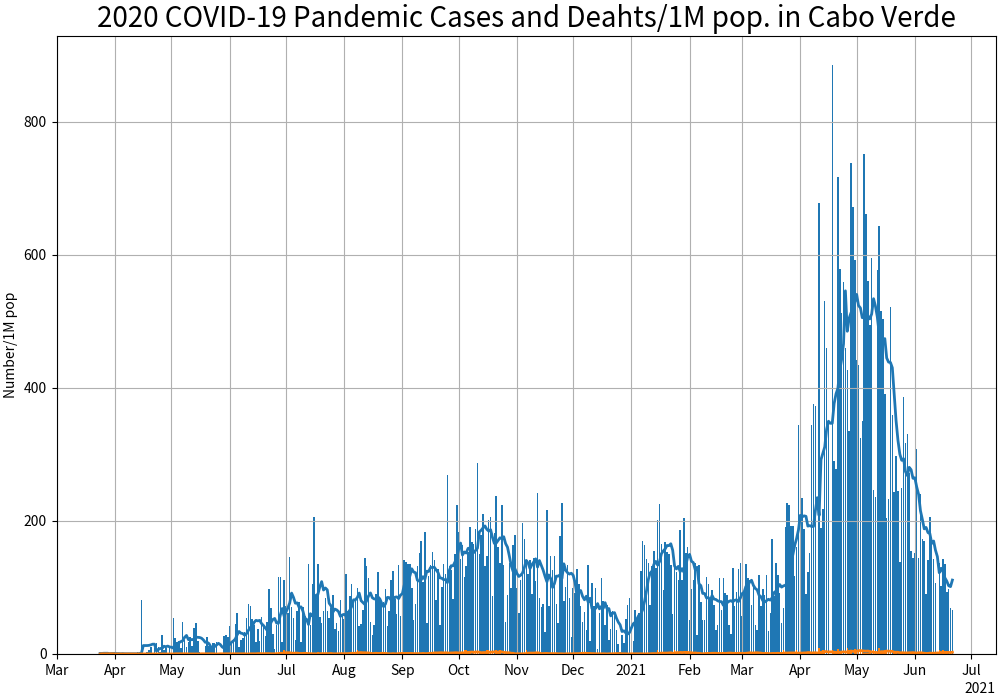 2020 COVID-19 Pandemic Cases and Deahts/1M pop. in Cabo Verde
Number/1M pop
800
600
400
200
0
Mar Apr May Jun Jul Aug Sep Oct Nov Dec 2021 Feb Mar Apr May Jun Jul
2021